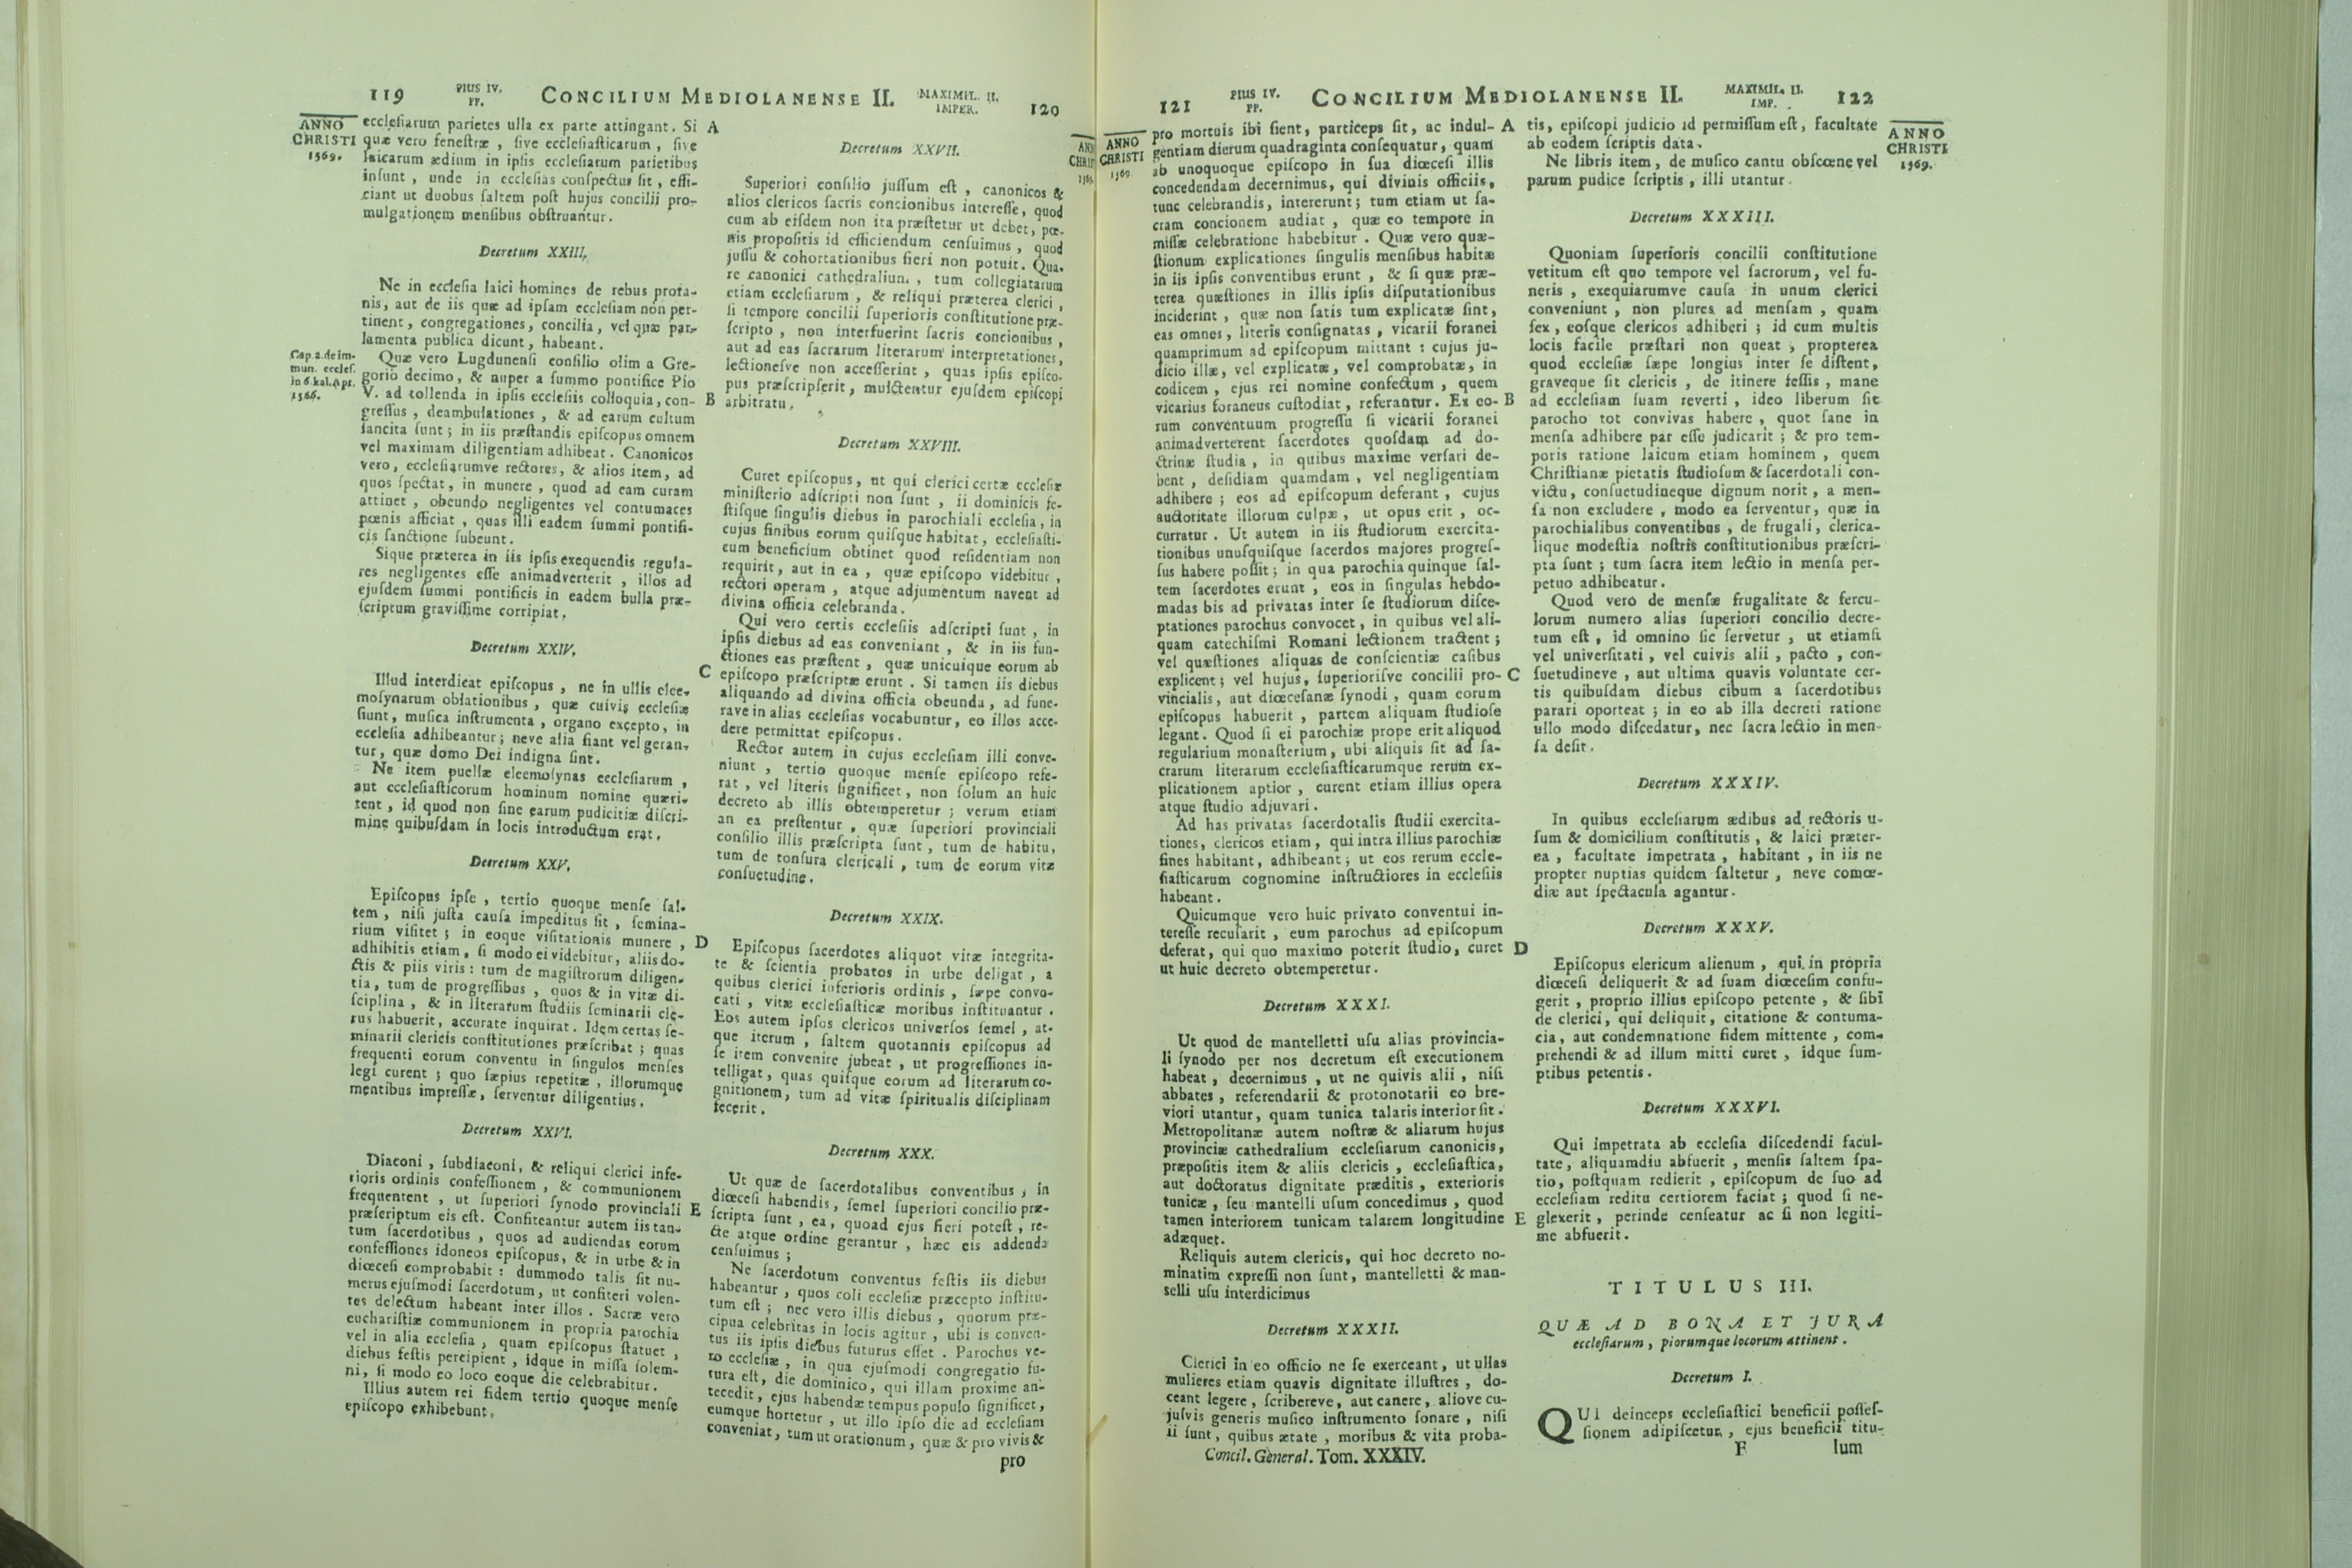 119 PIUS IV. PP. CONCILIUM MEDIOLANENSE II. MAXIMIL. II. IMPER. 120
ANNO CHRISTI 1569.
eccleſiarum parietes ulla ex parte attingant. Si
quæ vero feneſtræ, ſive eccleſiaſticarum, ſive
laicarum ædium in ipſis eccleſiarum parietibus
inſunt, unde in eccleſias conſpectus ſit, effi-
ciant ut duobus ſaltem poſt hujus concilii pro-
mulgationem menſibus obſtruantur.
Decretum XXIII.
Ne in eccleſia laici homines de rebus profa-
nis, aut de iis quæ ad ipſam eccleſiam non per-
tinent, congregationes, concilia, vel quæ par-
lamenta publica dicunt, habeant.
Cap. 2. de im-
mun. eccleſ.
in 6. kal. Apr.
1566.
Quæ vero Lugdunenſi conſilio olim a Gre-
gorio decimo, & nuper a ſummo pontifice Pio
V. ad tollenda in ipſis eccleſiis colloquia, con-
greſſus, deambulationes, & ad earum cultum
ſancita ſunt; in iis præſtandis epiſcopus omnem
vel maximam diligentiam adhibeat. Canonicos
vero, eccleſiarumve rectores, & alios item, ad
quos ſpectat, in munere, quod ad eam curam
attinet, obeundo negligentes vel contumaces
pœnis afficiat, quas illi eadem ſummi pontifi-
cis ſanctione ſubeunt.
Sique præterea in iis ipſis exequendis regula-
res negligentes eſſe animadverterit, illos ad
ejuſdem ſummi pontificis in eadem bulla præ-
ſcriptum graviſſime corripiat.
Decretum XXIV.
Illud interdicat epiſcopus, ne in ullis elee-
moſynarum oblationibus, quæ cuivis eccleſiæ
fiunt, muſica inſtrumenta, organo excepto, in
eccleſia adhibeantur; neve alia fiant vel geran-
tur, quæ domo Dei indigna ſint.
Ne item puellæ eleemoſynas eccleſiarum,
aut eccleſiaſticorum hominum nomine quæri-
tent, id quod non ſine earum pudicitiæ diſcri-
mine quibuſdam in locis introductum erat.
Decretum XXV.
Epiſcopus ipſe, tertio quoque menſe ſal-
tem, niſi juſta cauſa impeditus ſit, ſemina-
rium viſitet; in eoque viſitationis munere,
adhibitis etiam, ſi modo ei videbitur, aliis do-
ctis & piis viris: tum de magiſtrorum diligen-
tia, tum de progreſſibus, quos & in vitæ di-
ſciplina, & in literarum ſtudiis ſeminarii cle-
rus habuerit, accurate inquirat. Idem certas ſe-
minarii clericis conſtitutiones præſcribat; quas
frequenti eorum conventu in ſingulos menſes
legi curent; quo ſæpius repetitæ, illorumque
mentibus impreſſæ, ſerventur diligentius.
Decretum XXVI.
Diaconi, ſubdiaconi, & reliqui clerici infe-
rioris ordinis confeſſionem, & communionem
frequentent, ut ſuperiori ſynodo provinciali
præſcriptum eis eſt. Confiteantur autem iis tan-
tum ſacerdotibus, quos ad audiendas eorum
confeſſiones idoneos epiſcopus, & in urbe & in
diœceſi comprobabit: dummodo talis ſit nu-
merus ejuſmodi ſacerdotum, ut confiteri volen-
tes delectum habeant inter illos. Sacræ vero
euchariſtiæ communionem in propria parochia
vel in alia eccleſia, quam epiſcopus ſtatuet,
diebus feſtis percipient, idque in miſſa ſolem-
ni, ſi modo eo loco eoque die celebrabitur.
Illius autem rei fidem tertio quoque menſe
epiſcopo exhibebunt.
A
B
C
D
E
Decretum XXVII.
Superiori conſilio juſſum eſt, canonicos &
alios clericos ſacris concionibus intereſſe, quod
cum ab eiſdem non ita præſtetur ut debet, pœ-
nis propoſitis id efficiendum cenſuimus, quod
juſſu & cohortationibus fieri non potuit. Qua-
re canonici cathedralium, tum collegiatarum
etiam eccleſiarum, & reliqui præterea clerici,
ſi tempore concilii ſuperioris conſtitutione præ-
ſcripto, non interfuerint ſacris concionibus,
aut ad eas ſacrarum literarum interpretationes,
lectioneſve non acceſſerint, quas ipſis epiſco-
pus præſcripſerit, mulctentur ejuſdem epiſcopi
arbitratu.
Decretum XXVIII.
Curet epiſcopus, ut qui clerici certæ eccleſiæ
miniſterio adſcripti non ſunt, ii dominicis fe-
ſtiſque ſingulis diebus in parochiali eccleſia, in
cujus finibus eorum quiſque habitat, eccleſiaſti-
cum beneficium obtinet quod reſidentiam non
requirit, aut in ea, quæ epiſcopo videbitur,
rectori operam, atque adjumentum navent ad
divina officia celebranda.
Qui vero certis eccleſiis adſcripti ſunt, in
ipſis diebus ad eas conveniant, & in iis fun-
ctiones eas præſtent, quæ unicuique eorum ab
epiſcopo præſcriptæ erunt. Si tamen iis diebus
aliquando ad divina officia obeunda, ad fune-
rave in alias eccleſias vocabuntur, eo illos acce-
dere permittat epiſcopus.
Rector autem in cujus eccleſiam illi conve-
niunt, tertio quoque menſe epiſcopo refe-
rat, vel literis ſignificet, non ſolum an huic
decreto ab illis obtemperetur; verum etiam
an ea preſtentur, quæ ſuperiori provinciali
conſilio illis præſcripta ſunt, tum de habitu,
tum de tonſura clericali, tum de eorum vitæ
conſuetudine.
Decretum XXIX.
Epiſcopus ſacerdotes aliquot vitæ integrita-
te & ſcientia probatos in urbe deligat, a
quibus clerici inferioris ordinis, ſæpe convo-
cati, vitæ eccleſiaſticæ moribus inſtituantur.
Eos autem ipſos clericos univerſos ſemel, at-
que iterum, ſaltem quotannis epiſcopus ad
ſe item convenire jubeat, ut progreſſiones in-
telligat, quas quiſque eorum ad literarum co-
gnitionem, tum ad vitæ ſpiritualis diſciplinam
fecerit.
Decretum XXX.
Ut quæ de ſacerdotalibus conventibus, in
diœceſi habendis, ſemel ſuperiori concilio præ-
ſcripta ſunt, ea, quoad ejus fieri poteſt, re-
cte atque ordine gerantur, hæc eis addenda
cenſuimus;
Ne ſacerdotum conventus feſtis iis diebus
habeantur, quos coli eccleſiæ præcepto inſtitu-
tum eſt; nec vero illis diebus, quorum præ-
cipua celebritas in locis agitur, ubi is conven-
tus iis ipſis diebus futurus eſſet. Parochus ve-
ro eccleſiæ, in qua ejuſmodi congregatio fu-
tura eſt, die dominico, qui illam proxime an-
tecedit, ejus habendæ tempus populo ſignificet,
eumque hortetur, ut illo ipſo die ad eccleſiam
conveniat, tum ut orationum, quæ & pro vivis &
pro
121 PIUS IV. PP. CONCILIUM MEDIOLANENSE II. MAXIMIL. II. IMP. 122
ANNO CHRISTI 1569.
pro mortuis ibi fient, particeps ſit, ac indul-
gentiam dierum quadraginta conſequatur, quam
ab unoquoque epiſcopo in ſua diœceſi illis
concedendam decernimus, qui divinis officiis,
tunc celebrandis, intererunt; tum etiam ut ſa-
cram concionem audiat, quæ eo tempore in
miſſæ celebratione habebitur. Quæ vero quæ-
ſtionum explicationes ſingulis menſibus habitæ
in iis ipſis conventibus erunt, & ſi quæ præ-
terea quæſtiones in illis ipſis diſputationibus
inciderint, quæ non ſatis tum explicatæ ſint,
eas omnes, literis conſignatas, vicarii foranei
quamprimum ad epiſcopum mittant: cujus ju-
dicio illæ, vel explicatæ, vel comprobatæ, in
codicem, ejus rei nomine confectum, quem
vicarius foraneus cuſtodiat, referantur. Ex eo-
rum conventuum progreſſu ſi vicarii foranei
animadverterent ſacerdotes quoſdam ad do-
ctrinæ ſtudia, in quibus maxime verſari de-
bent, deſidiam quamdam, vel negligentiam
adhibere; eos ad epiſcopum deferant, cujus
auctoritate illorum culpæ, ut opus erit, oc-
curratur. Ut autem in iis ſtudiorum exercita-
tionibus unuſquiſque ſacerdos majores progreſ-
ſus habere poſſit; in qua parochia quinque ſal-
tem ſacerdotes erunt, eos in ſingulas hebdo-
madas bis ad privatas inter ſe ſtudiorum diſce-
ptationes parochus convocet, in quibus vel ali-
quam catechiſmi Romani lectionem tractent;
vel quæſtiones aliquas de conſcientiæ caſibus
explicent; vel hujus, ſuperioriſve concilii pro-
vincialis, aut diœceſanæ ſynodi, quam eorum
epiſcopus habuerit, partem aliquam ſtudioſe
legant. Quod ſi ei parochiæ prope erit aliquod
regularium monaſterium, ubi aliquis ſit ad ſa-
crarum literarum eccleſiaſticarumque rerum ex-
plicationem aptior, curent etiam illius opera
atque ſtudio adjuvari.
Ad has privatas ſacerdotalis ſtudii exercita-
tiones, clericos etiam, qui intra illius parochiæ
fines habitant, adhibeant; ut eos rerum eccle-
ſiaſticarum cognomine inſtructiores in eccleſiis
habeant.
Quicumque vero huic privato conventui in-
tereſſe recuſarit, eum parochus ad epiſcopum
deferat, qui quo maximo poterit ſtudio, curet
ut huic decreto obtemperetur.
Decretum XXXI.
Ut quod de mantelletti uſu alias provincia-
li ſynodo per nos decretum eſt executionem
habeat, decernimus, ut ne quivis alii, niſi
abbates, referendarii & protonotarii eo bre-
viori utantur, quam tunica talaris interior ſit.
Metropolitanæ autem noſtræ & aliarum hujus
provinciæ cathedralium eccleſiarum canonicis,
præpoſitis item & aliis clericis, eccleſiaſtica,
aut doctoratus dignitate præditis, exterioris
tunicæ, ſeu mantelli uſum concedimus, quod
tamen interiorem tunicam talarem longitudine
adæquet.
Reliquis autem clericis, qui hoc decreto no-
minatim expreſſi non ſunt, mantelletti & man-
telli uſu interdicimus
Decretum XXXII.
Clerici in eo officio ne ſe exerceant, ut ullas
mulieres etiam quavis dignitate illuſtres, do-
ceant legere, ſcribereve, aut canere, aliove cu-
juſvis generis muſico inſtrumento ſonare, niſi
ii ſunt, quibus ætate, moribus & vita proba-
Concil. General. Tom. XXXIV.
A
B
C
D
E
tis, epiſcopi judicio id permiſſum eſt, facultate
ab eodem ſcriptis data.
Ne libris item, de muſico cantu obſcœne vel
parum pudice ſcriptis, illi utantur.
Decretum XXXIII.
Quoniam ſuperioris concilii conſtitutione
vetitum eſt quo tempore vel ſacrorum, vel fu-
neris, exequiarumve cauſa in unum clerici
conveniunt, non plures ad menſam, quam
ſex, eoſque clericos adhiberi; id cum multis
locis facile præſtari non queat, propterea
quod eccleſiæ ſæpe longius inter ſe diſtent,
graveque ſit clericis, de itinere feſſis, mane
ad eccleſiam ſuam reverti, ideo liberum ſit
parocho tot convivas habere, quot ſane in
menſa adhibere par eſſe judicarit; & pro tem-
poris ratione laicum etiam hominem, quem
Chriſtianæ pietatis ſtudioſum & ſacerdotali con-
victu, conſuetudineque dignum norit, a men-
ſa non excludere, modo ea ſerventur, quæ in
parochialibus conventibus, de frugali, clerica-
lique modeſtia noſtris conſtitutionibus præſcri-
pta ſunt; tum ſacra item lectio in menſa per-
petuo adhibeatur.
Quod vero de menſæ frugalitate & fercu-
lorum numero alias ſuperiori concilio decre-
tum eſt, id omnino ſic ſervetur, ut etiamſi
vel univerſitati, vel cuivis alii, pacto, con-
ſuetudineve, aut ultima quavis voluntate cer-
tis quibuſdam diebus cibum a ſacerdotibus
parari oporteat; in eo ab illa decreti ratione
ullo modo diſcedatur, nec ſacra lectio in men-
ſa deſit.
Decretum XXXIV.
In quibus eccleſiarum ædibus ad rectoris u-
ſum & domicilium conſtitutis, & laici præter-
ea, facultate impetrata, habitant, in iis ne
propter nuptias quidem ſaltetur, neve comœ-
diæ aut ſpectacula agantur.
Decretum XXXV.
Epiſcopus clericum alienum, qui in propria
diœceſi deliquerit & ad ſuam diœceſim confu-
gerit, proprio illius epiſcopo petente, & ſibi
de clerici, qui deliquit, citatione & contuma-
cia, aut condemnatione fidem mittente, com-
prehendi & ad illum mitti curet, idque ſum-
ptibus petentis.
Decretum XXXVI.
Qui impetrata ab eccleſia diſcedendi facul-
tate, aliquamdiu abfuerit, menſis ſaltem ſpa-
tio, poſtquam redierit, epiſcopum de ſuo ad
eccleſiam reditu certiorem faciat; quod ſi ne-
glexerit, perinde cenſeatur ac ſi non legiti-
me abfuerit.
TITULUS III.
QUÆ AD BONA ET JURA
eccleſiarum, piorumque locorum attinent.
Decretum I.
QUI deinceps eccleſiaſtici beneficii poſſeſ-
ſionem adipiſcetur, ejus beneficii titu-
F lum
ANNO CHRISTI 1569.